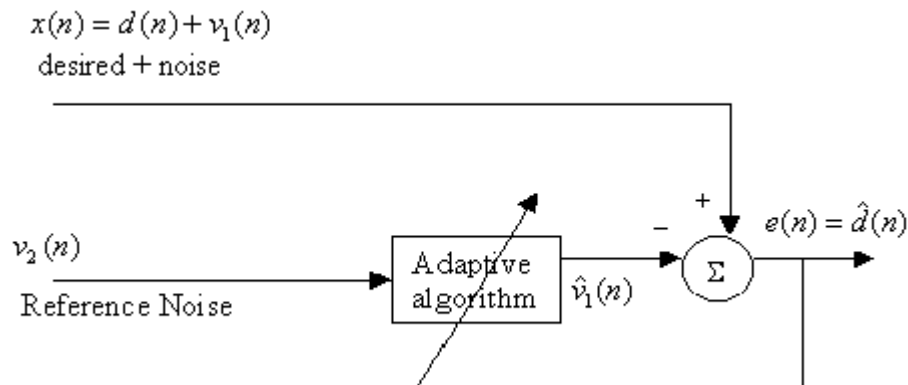 x(n) = d(n) + v₁(n)
desired + noise
+
−
e(n) = d̂(n)
v₂(n)
Reference Noise
Adaptive
algorithm
v̂₁(n)
Σ